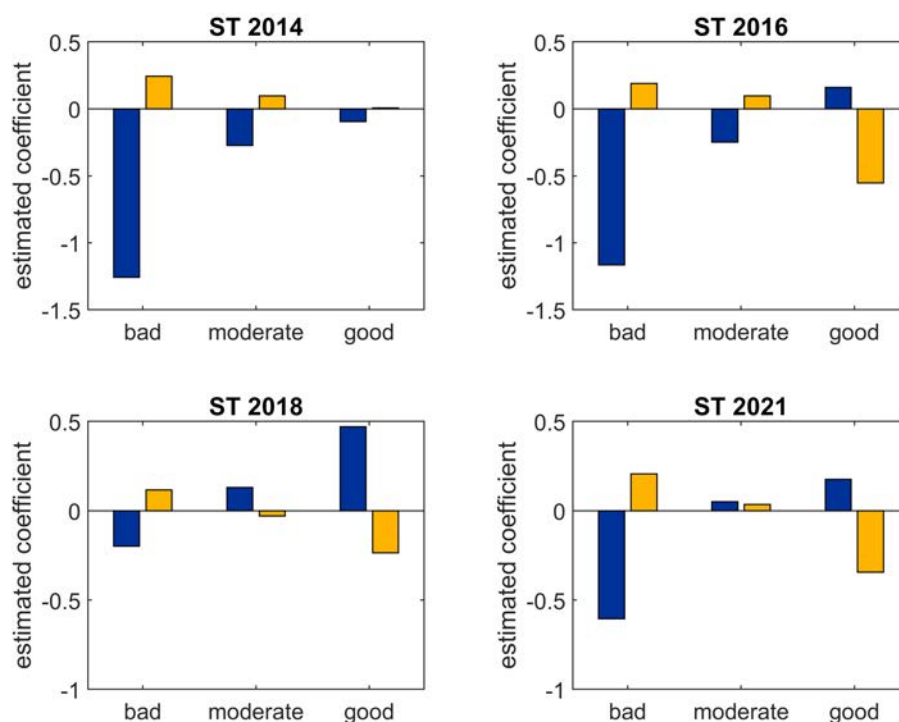 ST 2014
estimated coefficient
0.5
0
-0.5
-1
-1.5
bad moderate good
ST 2016
estimated coefficient
0.5
0
-0.5
-1
-1.5
bad moderate good
ST 2018
estimated coefficient
0.5
0
-0.5
-1
bad moderate good
ST 2021
estimated coefficient
0.5
0
-0.5
-1
bad moderate good